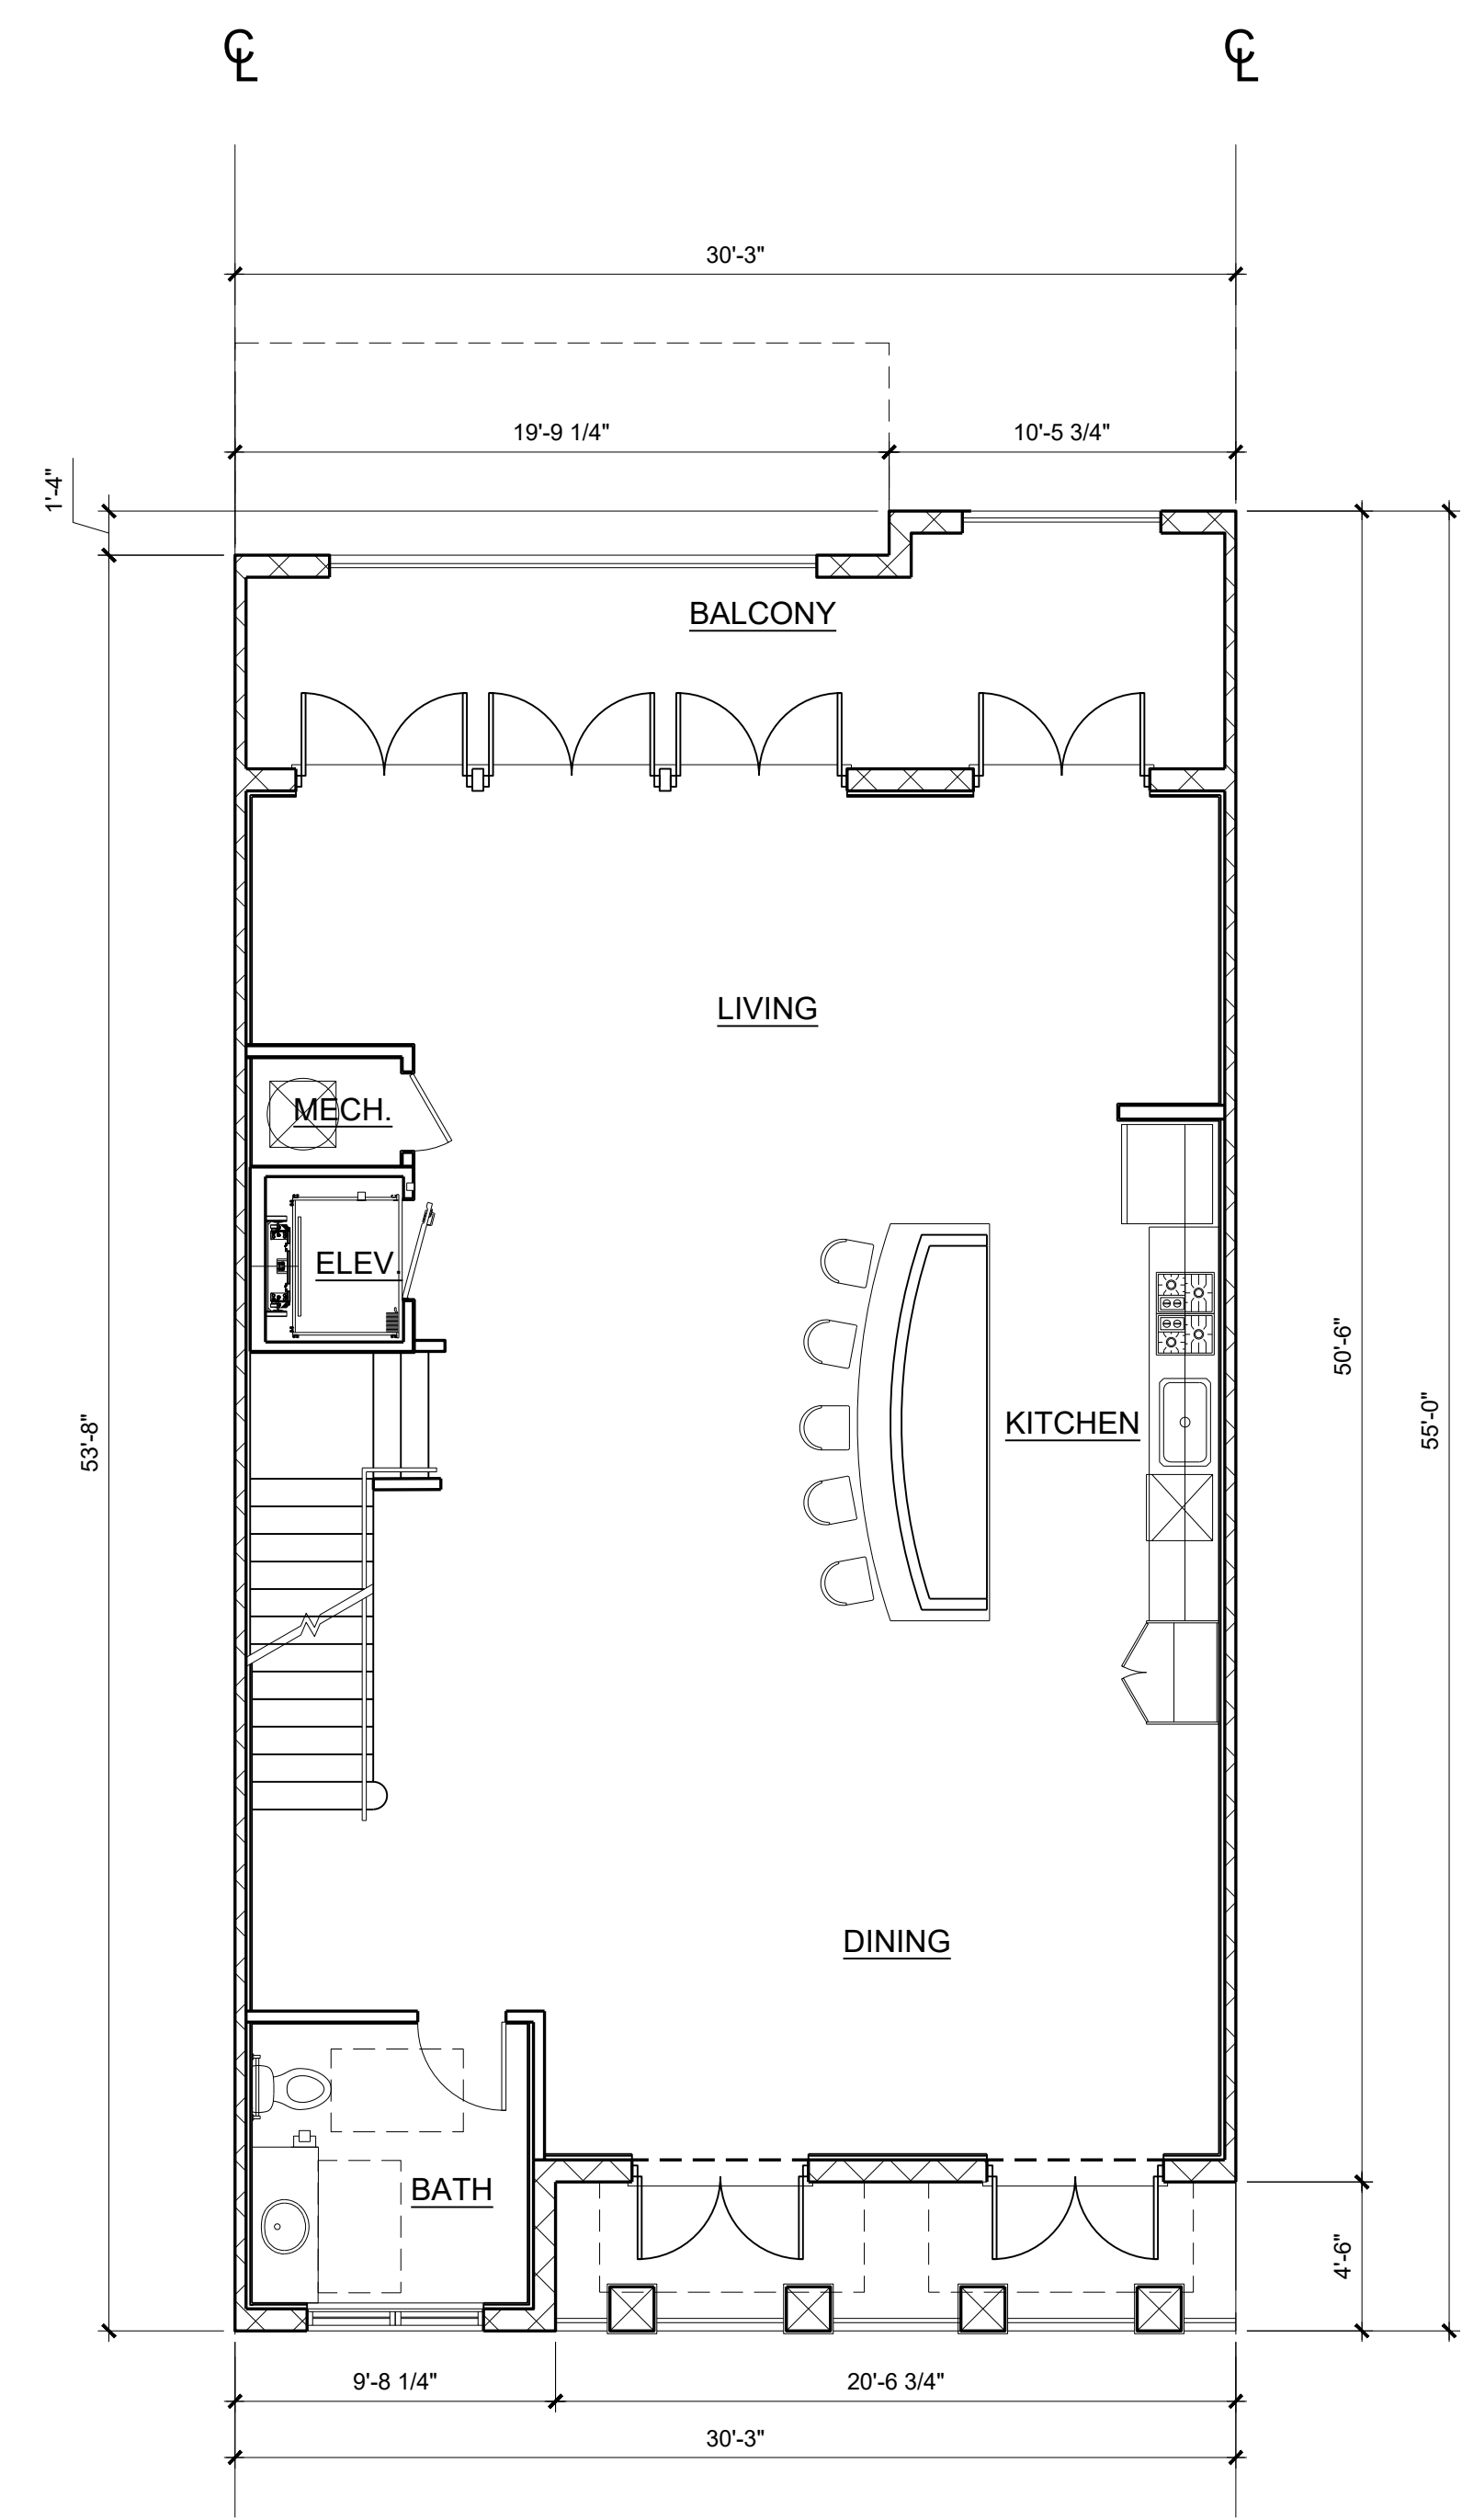 ℄ ℄
30'-3"
19'-9 1/4" 10'-5 3/4"
1'-4"
BALCONY
LIVING
MECH.
ELEV.
KITCHEN
50'-6"
55'-0"
53'-8"
DINING
BATH
4'-6"
9'-8 1/4" 20'-6 3/4"
30'-3"